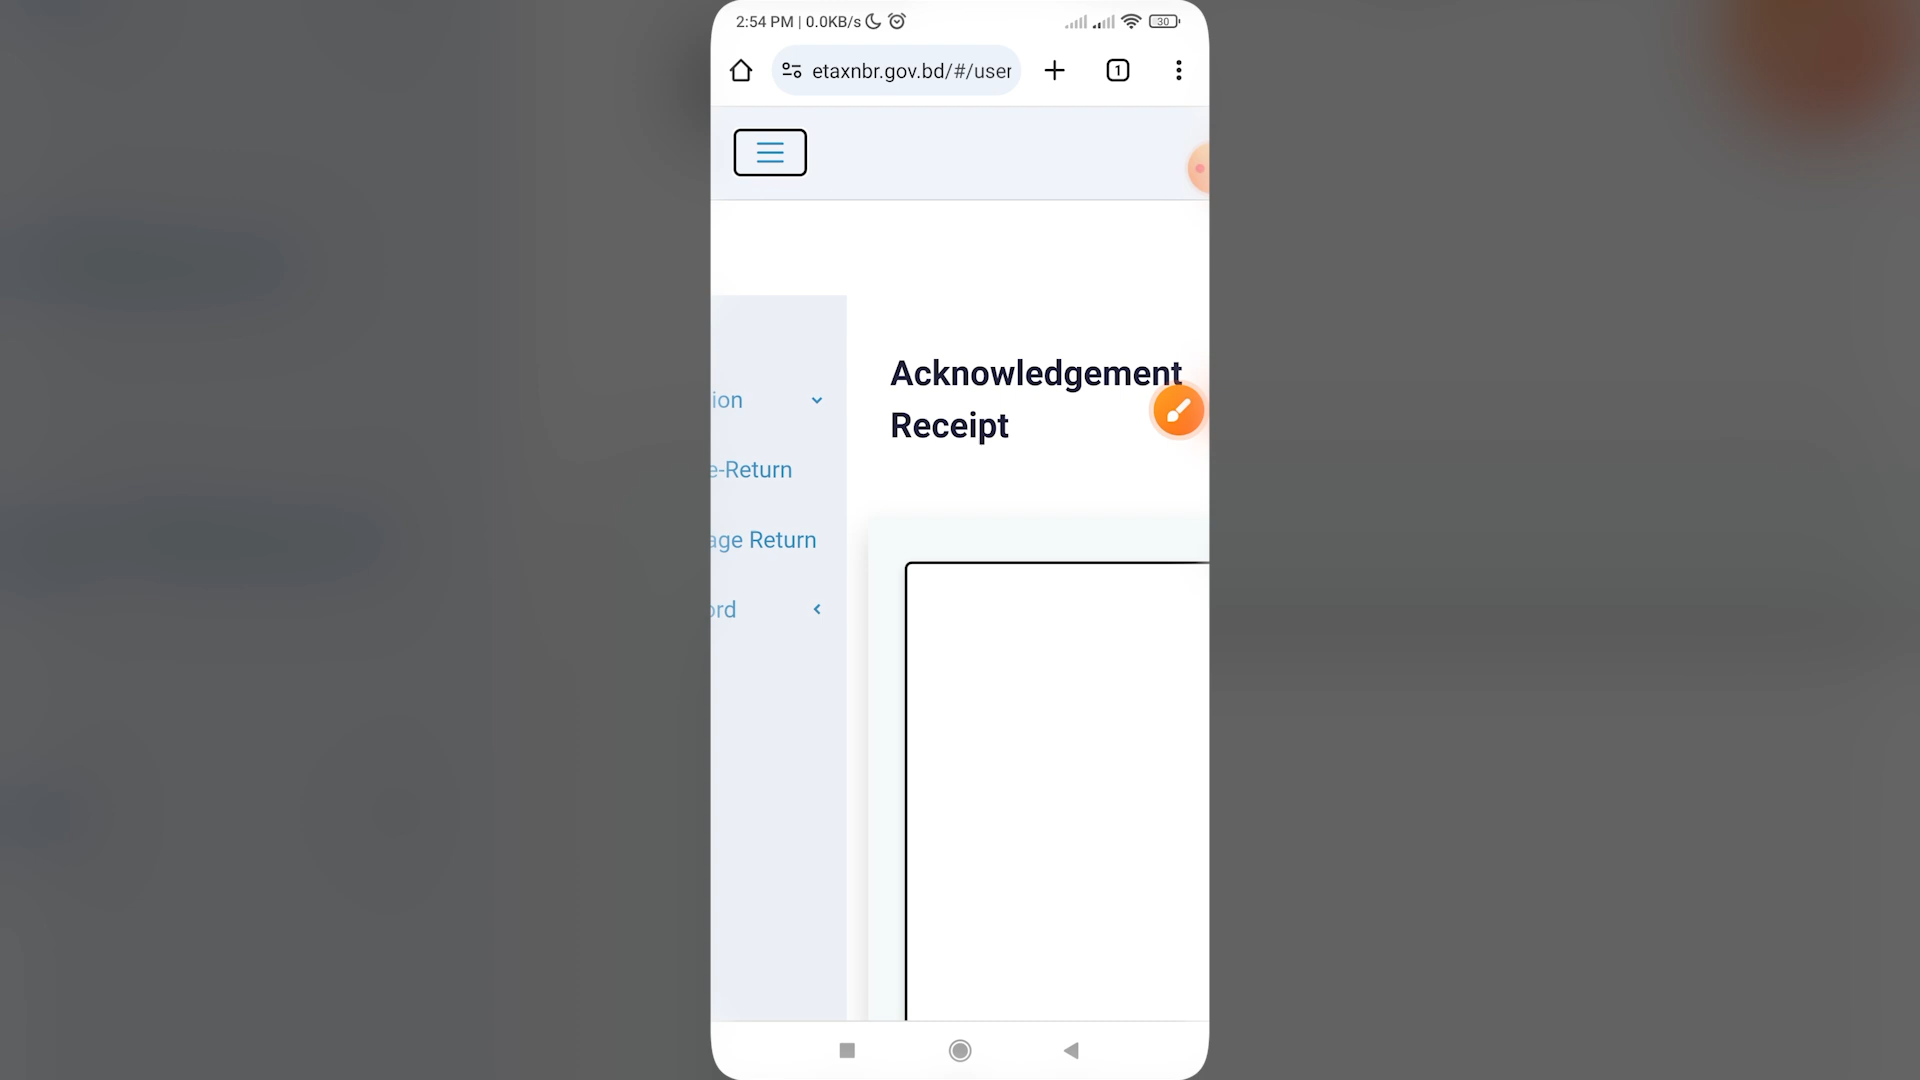 2:54 PM | 0.0KB/s
30
etaxnbr.gov.bd/#/user
1
Acknowledgement
Receipt
ion
e-Return
age Return
ord